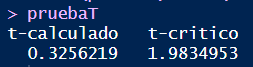 > pruebaT
t-calculado t-critico
0.3256219 1.9834953